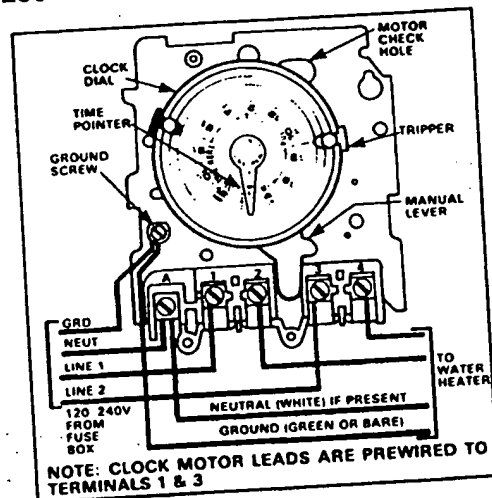 MOTOR
CHECK
HOLE
CLOCK
DIAL
TIME
POINTER
TRIPPER
GROUND
SCREW
MANUAL
LEVER
A 1 2 3 4
GRD
NEUT
LINE 1
LINE 2
120 240V
FROM
FUSE
BOX
TO
WATER
HEATER
NEUTRAL (WHITE) IF PRESENT
GROUND (GREEN OR BARE)
NOTE: CLOCK MOTOR LEADS ARE PREWIRED TO
TERMINALS 1 & 3